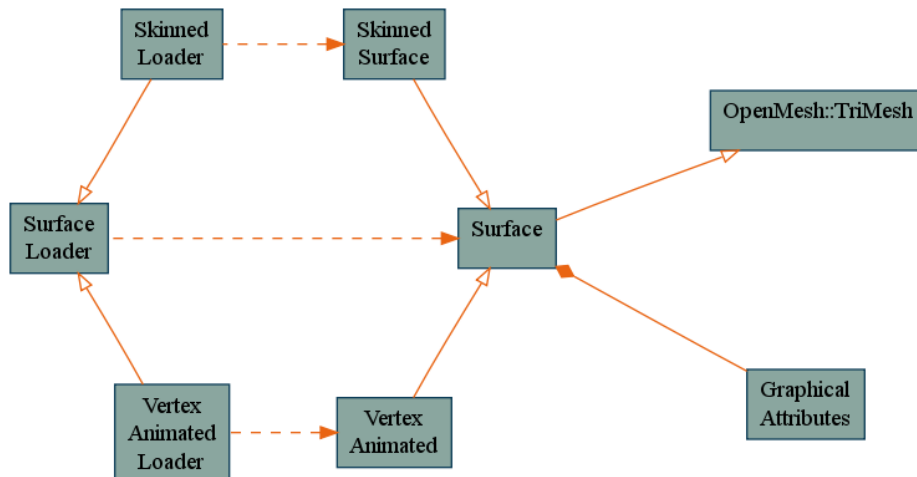 Skinned
Loader
Skinned
Surface
OpenMesh::TriMesh
Surface
Loader
Surface
Graphical
Attributes
Vertex
Animated
Loader
Vertex
Animated